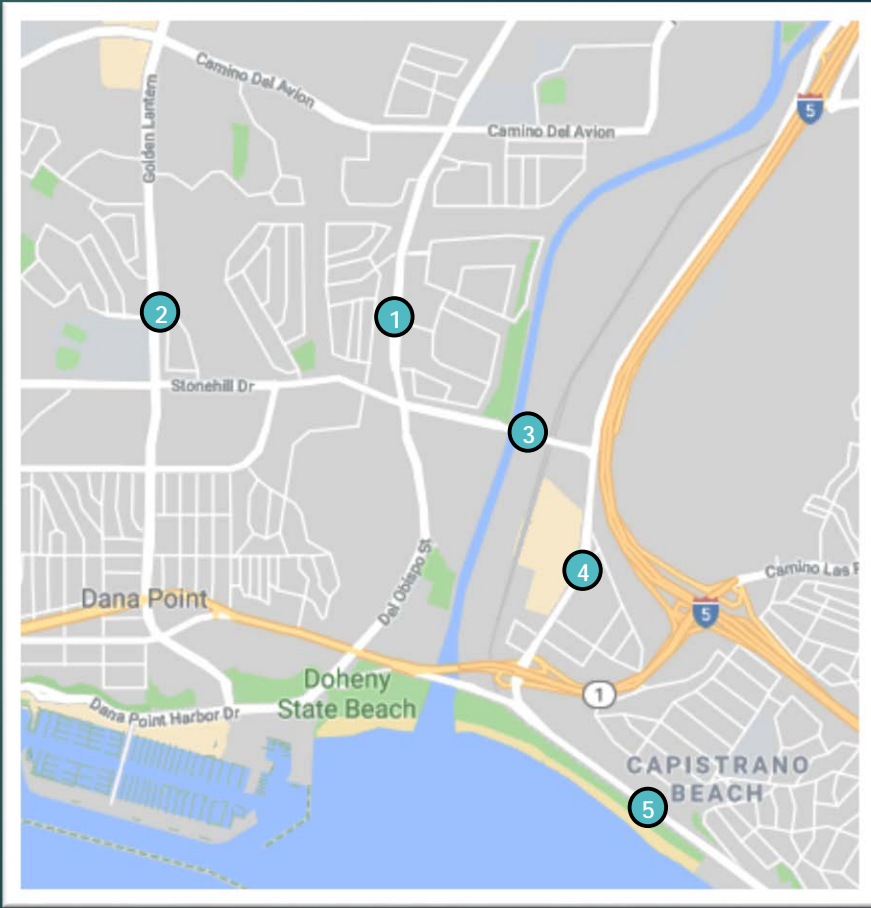 Camino Del Avion
Golden Lantern
5
Camino Del Avion
2
1
Stonehill Dr
3
4
Camino Las
Dana Point
Del Obispo St
5
Doheny
State Beach
1
Dana Point Harbor Dr
CAPISTRANO
BEACH
5